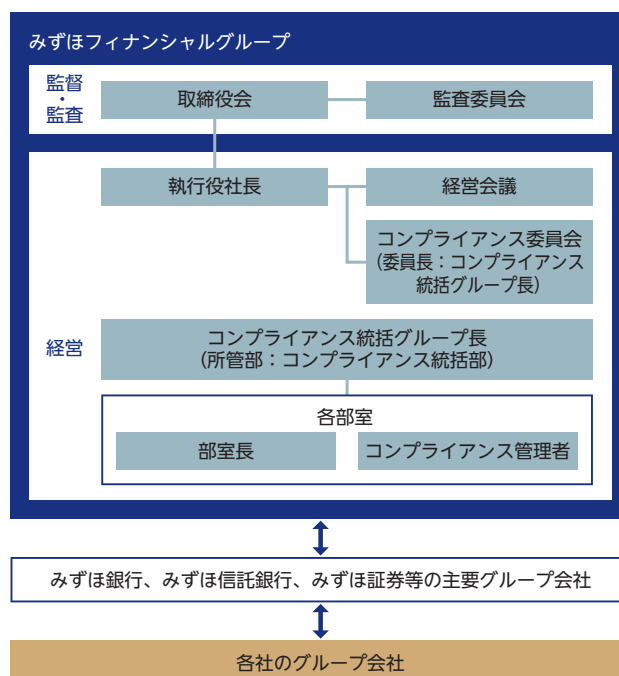 みずほフィナンシャルグループ
監督
・
監査
取締役会
監査委員会
執行役社長
経営会議
コンプライアンス委員会
(委員長：コンプライアンス
統括グループ長)
経営
コンプライアンス統括グループ長
(所管部：コンプライアンス統括部)
各部室
部室長
コンプライアンス管理者
みずほ銀行、みずほ信託銀行、みずほ証券等の主要グループ会社
各社のグループ会社